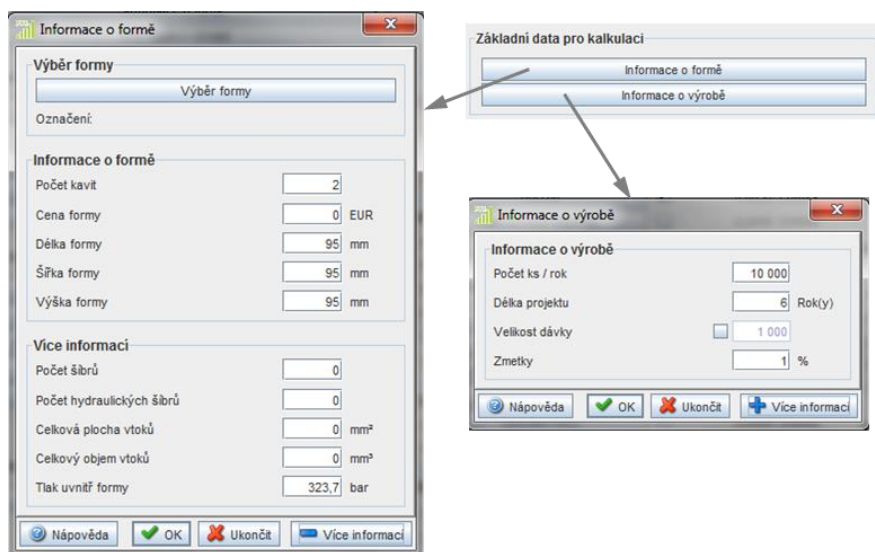 Informace o formě
Výběr formy
Výběr formy
Označení:
Informace o formě
Počet kavit 2
Cena formy 0 EUR
Délka formy 95 mm
Šířka formy 95 mm
Výška formy 95 mm
Více informací
Počet šíbrů 0
Počet hydraulických šíbrů 0
Celková plocha vtoků 0 mm²
Celkový objem vtoků 0 mm³
Tlak uvnitř formy 323,7 bar
Nápověda OK Ukončit Více informací
Základní data pro kalkulaci
Informace o formě
Informace o výrobě
Informace o výrobě
Informace o výrobě
Počet ks / rok 10 000
Délka projektu 6 Rok(y)
Velikost dávky 1 000
Zmetky 1 %
Nápověda OK Ukončit Více informací